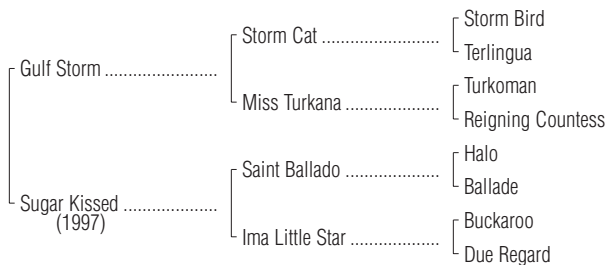 Storm Bird
Storm Cat ........................
Terlingua
Gulf Storm .......................
Turkoman
Miss Turkana ...................
Reigning Countess
Halo
Saint Ballado ...................
Ballade
Sugar Kissed ...................
(1997)
Buckaroo
Ima Little Star ..................
Due Regard